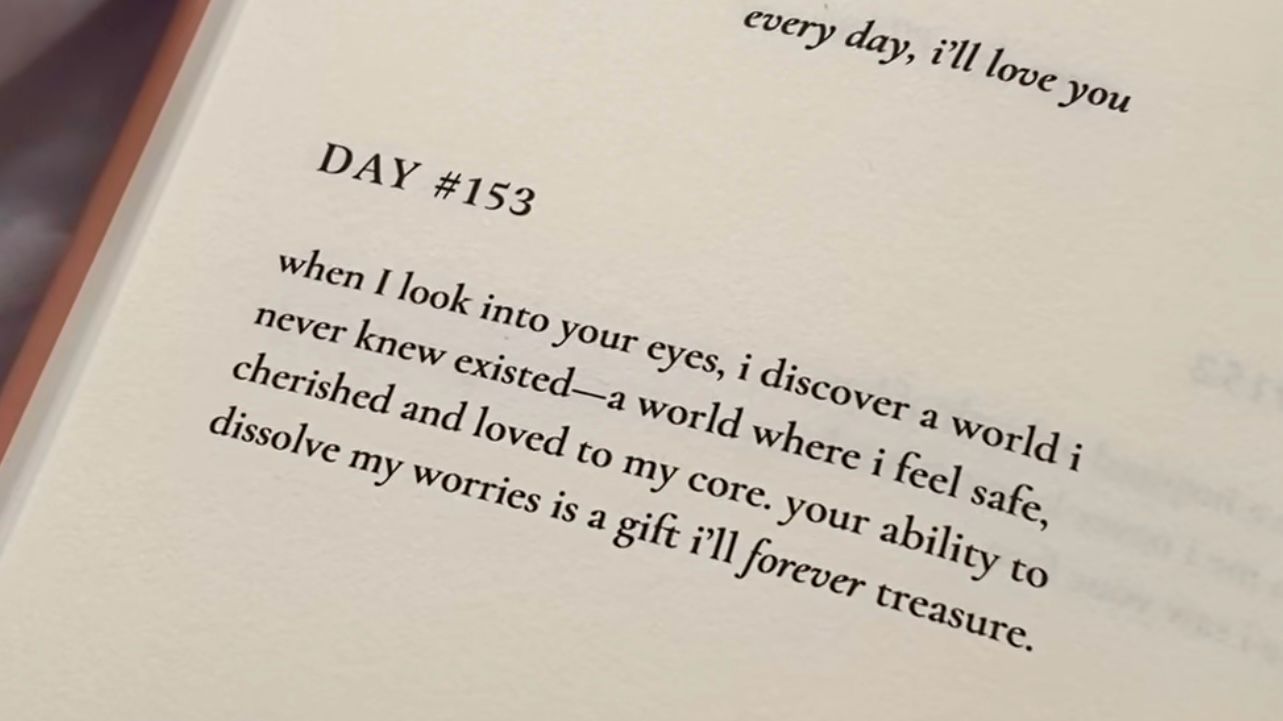 every day, i'll love you
DAY #153
when I look into your eyes, i discover a world i
never knew existed—a world where i feel safe,
cherished and loved to my core. your ability to
dissolve my worries is a gift i'll forever treasure.